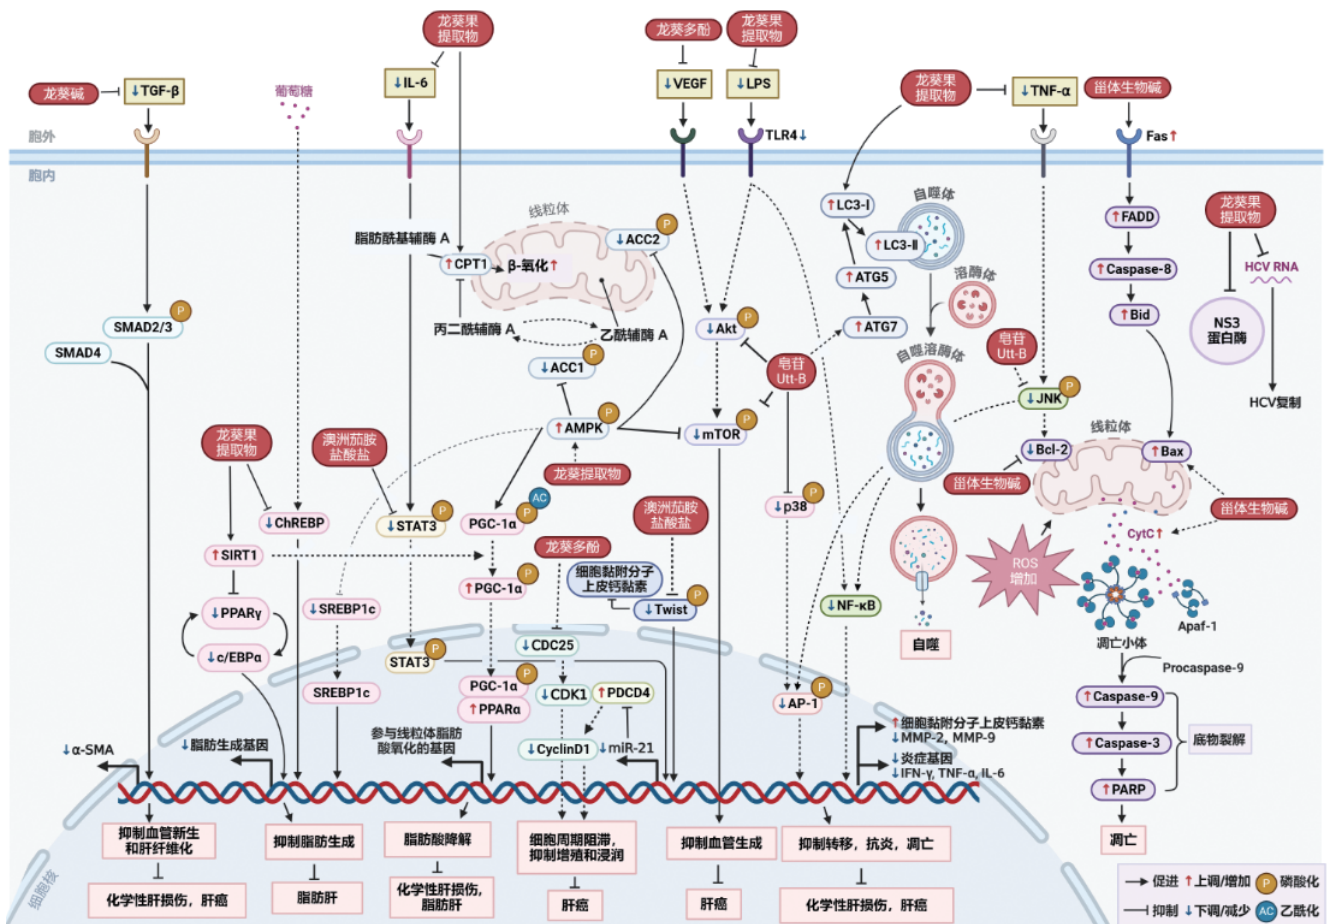 龙葵果
提取物
龙葵多酚
龙葵果
提取物
龙葵碱
↓TGF-β
葡萄糖
↓IL-6
↓VEGF
↓LPS
龙葵果
提取物
↓TNF-α
甾体生物碱
胞外
TLR4↓
Fas↑
胞内
线粒体
自噬体
↑LC3-Ⅰ
↑LC3-Ⅱ
↑FADD
龙葵果
提取物
脂肪酰基辅酶 A
↓ACC2
P
↑CPT1
β-氧化↑
↑ATG5
溶酶体
↑Caspase-8
HCV RNA
↑Bid
SMAD2/3
P
SMAD4
丙二酰辅酶 A
乙酰辅酶 A
↓Akt
P
↑ATG7
NS3
蛋白酶
自噬溶酶体
皂苷
Utt-B
↓ACC1
P
皂苷
Utt-B
↓JNK
P
HCV复制
↑AMPK
P
↓mTOR
P
线粒体
龙葵果
提取物
澳洲茄胺
盐酸盐
龙葵提取物
↓Bcl-2
↑Bax
甾体生物碱
AC
P
PGC-1α
↓p38
P
甾体生物碱
↓ChREBP
↓STAT3
P
澳洲茄胺
盐酸盐
CytC↑
↑SIRT1
龙葵多酚
ROS
增加
↑PGC-1α
P
细胞黏附分子
上皮钙黏素
↓PPARγ
↓SREBP1c
↓Twist
P
↓NF-κB
Apaf-1
自噬
凋亡小体
↓c/EBPα
STAT3
P
↓CDC25
Procaspase-9
SREBP1c
PGC-1α
P
↑PPARα
↓CDK1
↑PDCD4
↓AP-1
P
↑Caspase-9
↑细胞黏附分子上皮钙黏素
↓MMP-2, MMP-9
↓α-SMA
↓脂肪生成基因
参与线粒体脂肪
酸氧化的基因
↓CyclinD1
↓miR-21
↓炎症基因
↓IFN-γ, TNF-α, IL-6
↑Caspase-3
底物裂解
↑PARP
抑制血管新生
和肝纤维化
抑制脂肪生成
脂肪酸降解
细胞周期阻滞,
抑制增殖和浸润
抑制血管生成
抑制转移，抗炎，凋亡
凋亡
细胞核
化学性肝损伤, 肝癌
脂肪肝
化学性肝损伤,
脂肪肝
肝癌
肝癌
化学性肝损伤，肝癌
促进 ↑上调/增加 P 磷酸化
抑制 ↓下调/减少 AC 乙酰化